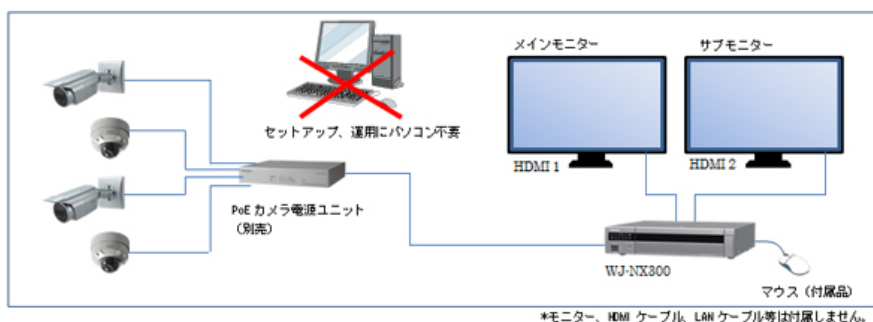 メインモニター
サブモニター
セットアップ、運用にパソコン不要
HDMI 1
HDMI 2
PoE カメラ電源ユニット
(別売)
WJ-NX300
マウス (付属品)
*モニター、HDMI ケーブル、LAN ケーブル等は付属しません。